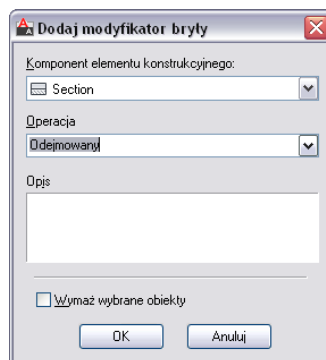 Dodaj modyfikator bryły
Komponent elementu konstrukcyjnego:
Section
Operacja
Odejmowany
Opis
Wymaż wybrane obiekty
OK
Anuluj